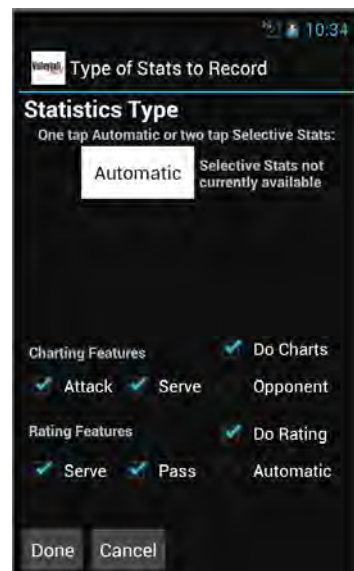 10:34
Type of Stats to Record
Statistics Type
One tap Automatic or two tap Selective Stats:
Automatic
Selective Stats not
currently available
Charting Features
Do Charts
Attack
Serve
Opponent
Rating Features
Do Rating
Serve
Pass
Automatic
Done
Cancel